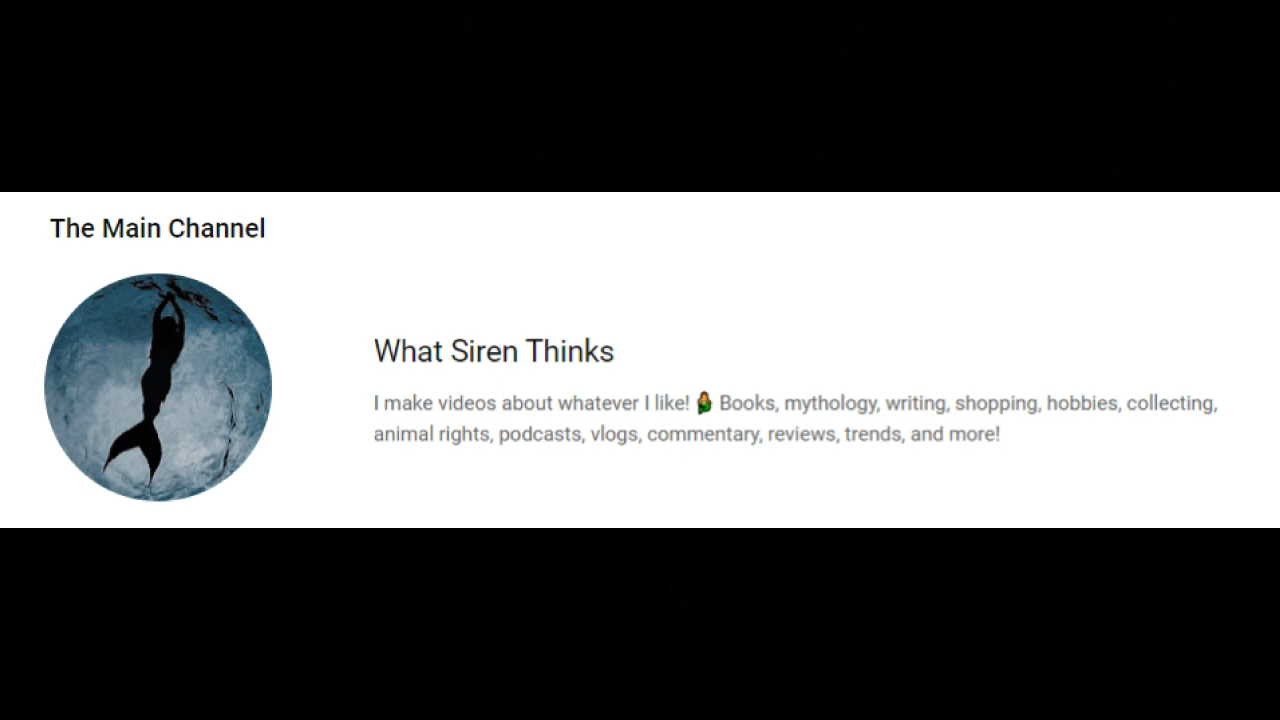 The Main Channel
What Siren Thinks
I make videos about whatever I like! 🧜‍♀️ Books, mythology, writing, shopping, hobbies, collecting,
animal rights, podcasts, vlogs, commentary, reviews, trends, and more!